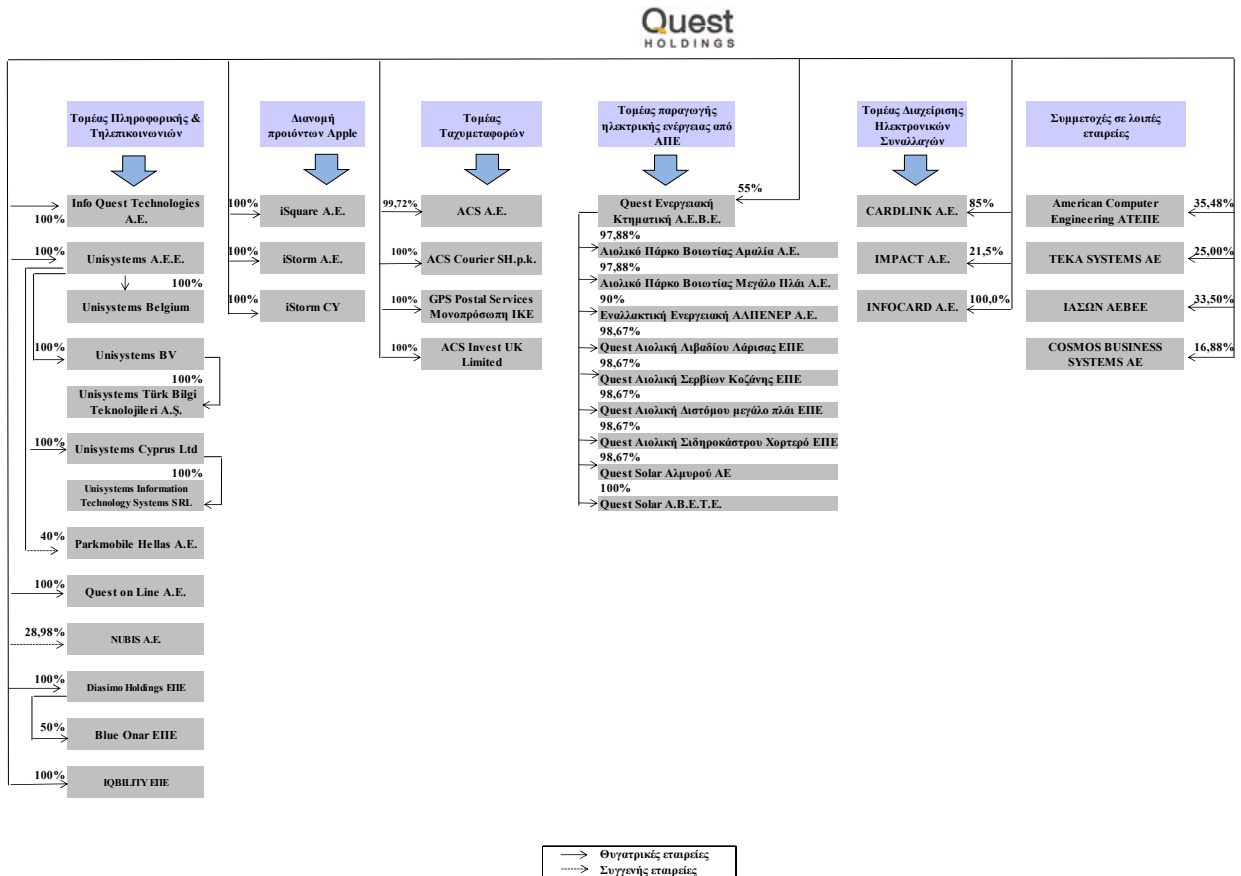 Quest
HOLDINGS
Τομέας Πληροφορικής &
Τηλεπικοινωνιών
Διανομή
προιόντων Apple
Τομέας
Ταχυμεταφορών
Τομέας παραγωγής
ηλεκτρικής ενέργειας από
ΑΠΕ
Τομέας Διαχείρισης
Ηλεκτρονικών
Συναλλαγών
Συμμετοχές σε λοιπές
εταιρείες
Info Quest Technologies
Α.Ε.
100%
Unisystems Α.Ε.Ε.
100%
100%
Unisystems Belgium
100%
Unisystems BV
100%
Unisystems Türk Bilgi
Teknolojileri A.Ş.
100%
Unisystems Cyprus Ltd
100%
Unisystems Information
Technology Systems SRL
40%
Parkmobile Hellas Α.Ε.
100%
Quest on Line Α.Ε.
28,98%
NUBIS Α.Ε.
100%
Diasimo Holdings ΕΠΕ
50%
Blue Onar ΕΠΕ
100%
IQBILITY ΕΠΕ
100%
iSquare Α.Ε.
100%
iStorm Α.Ε.
100%
iStorm CY
99,72%
ACS Α.Ε.
100%
ACS Courier SH.p.k.
100%
GPS Postal Services
Μονοπρόσωπη ΙΚΕ
100%
ACS Invest UK
Limited
55%
Quest Ενεργειακή
Κτηματική Α.Ε.Β.Ε.
97,88%
Αιολικό Πάρκο Βοιωτίας Αμαλία Α.Ε.
97,88%
Αιολικό Πάρκο Βοιωτίας Μεγάλο Πλάι Α.Ε.
90%
Εναλλακτική Ενεργειακή ΑΛΠΕΝΕΡ Α.Ε.
98,67%
Quest Αιολική Λιβαδίου Λάρισας ΕΠΕ
98,67%
Quest Αιολική Σερβίων Κοζάνης ΕΠΕ
98,67%
Quest Αιολική Διστόμου μεγάλο πλάι ΕΠΕ
98,67%
Quest Αιολική Σιδηροκάστρου Χορτερό ΕΠΕ
98,67%
Quest Solar Αλμυρού ΑΕ
100%
Quest Solar Α.Β.Ε.Τ.Ε.
CARDLINK Α.Ε.
85%
IMPACT Α.Ε.
21,5%
INFOCARD Α.Ε.
100,0%
American Computer
Engineering ΑΤΕΠΕ
35,48%
TEKA SYSTEMS ΑΕ
25,00%
ΙΑΣΩΝ ΑΕΒΕΕ
33,50%
COSMOS BUSINESS
SYSTEMS ΑΕ
16,88%
Θυγατρικές εταιρείες
Συγγενής εταιρείες